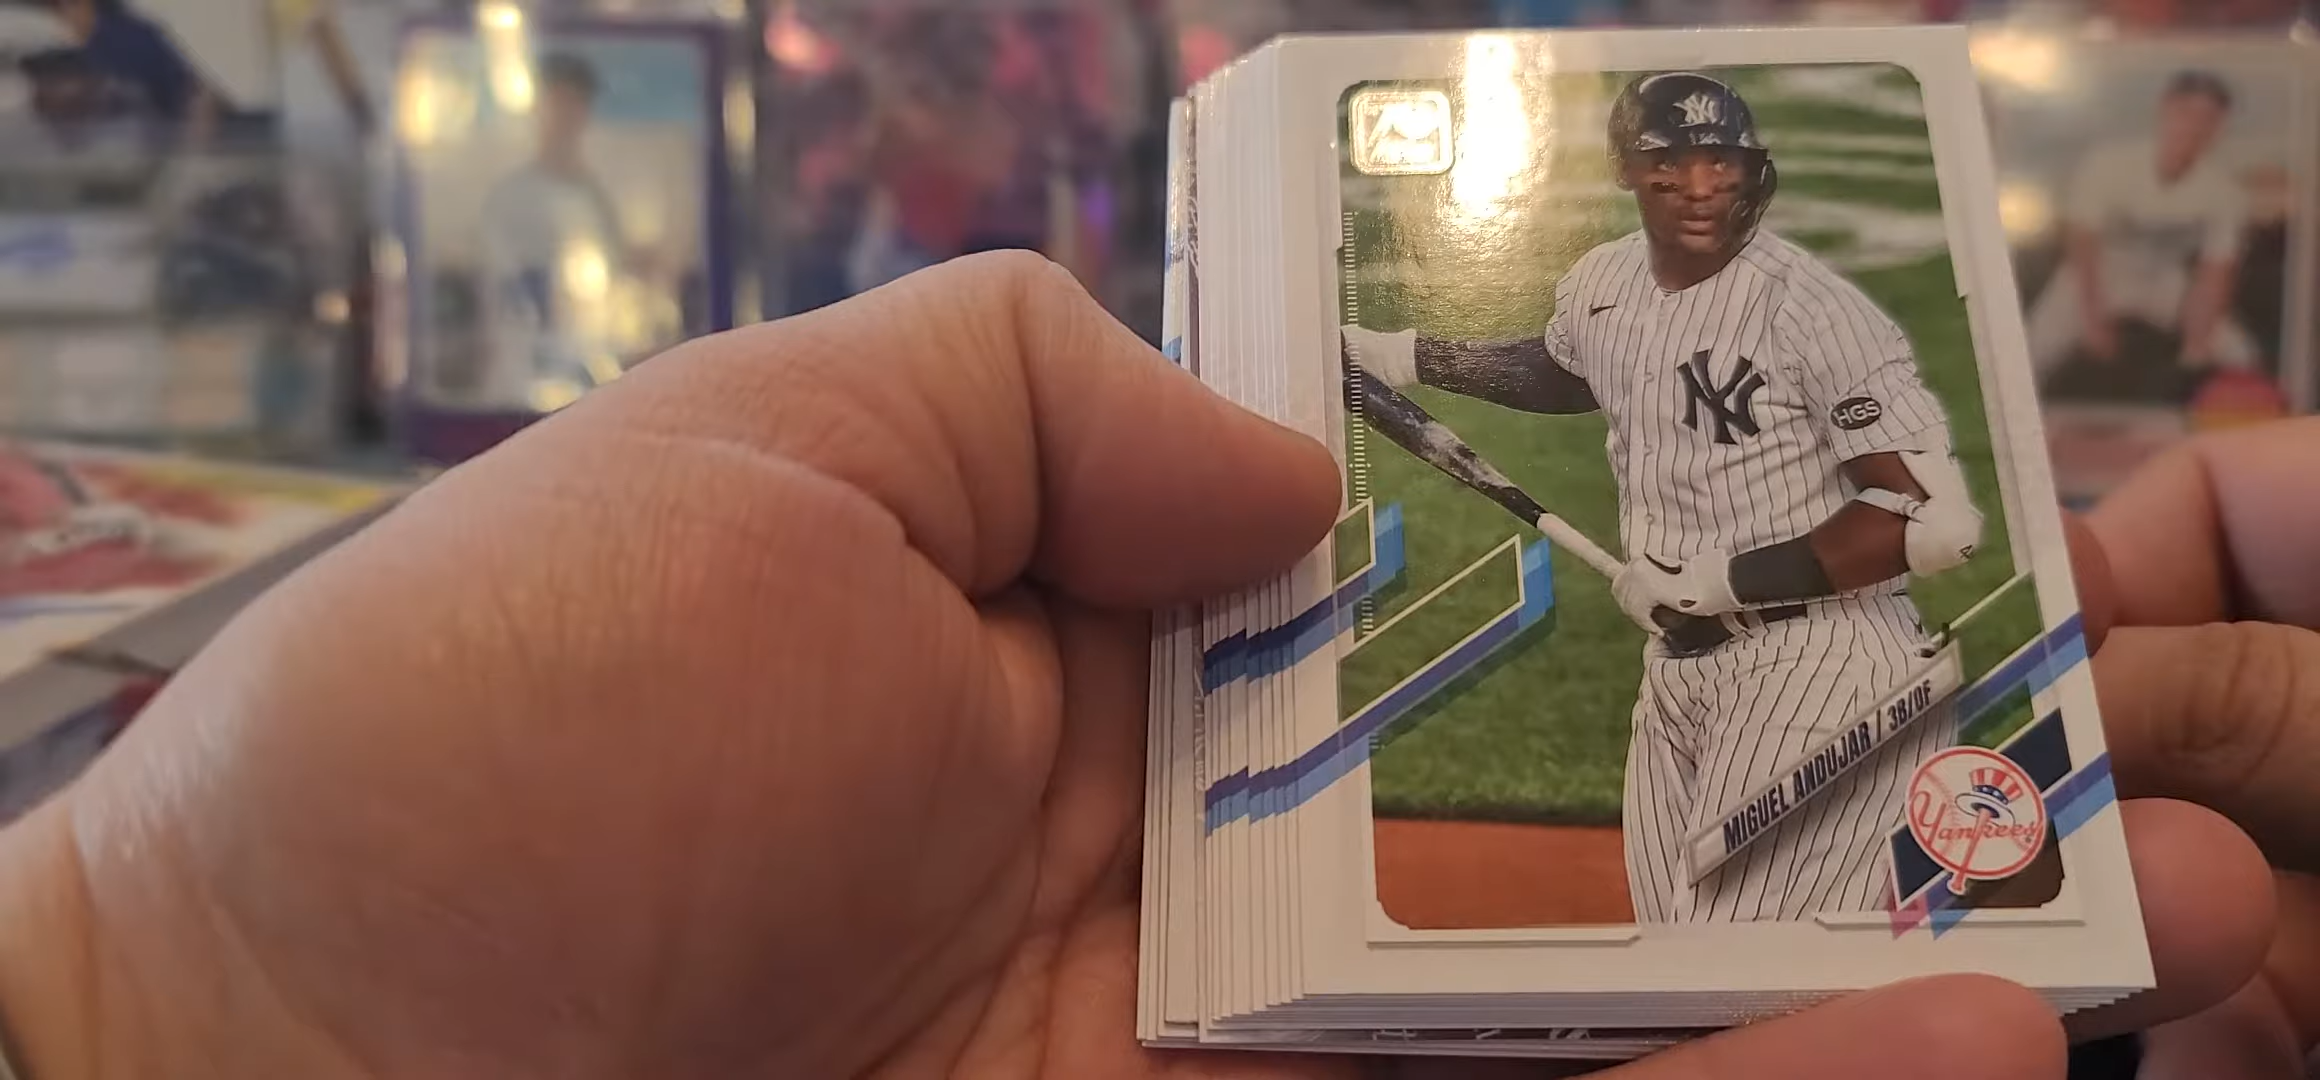 NY
NY
HGS
MIGUEL ANDUJAR / 3B/OF
Yankees